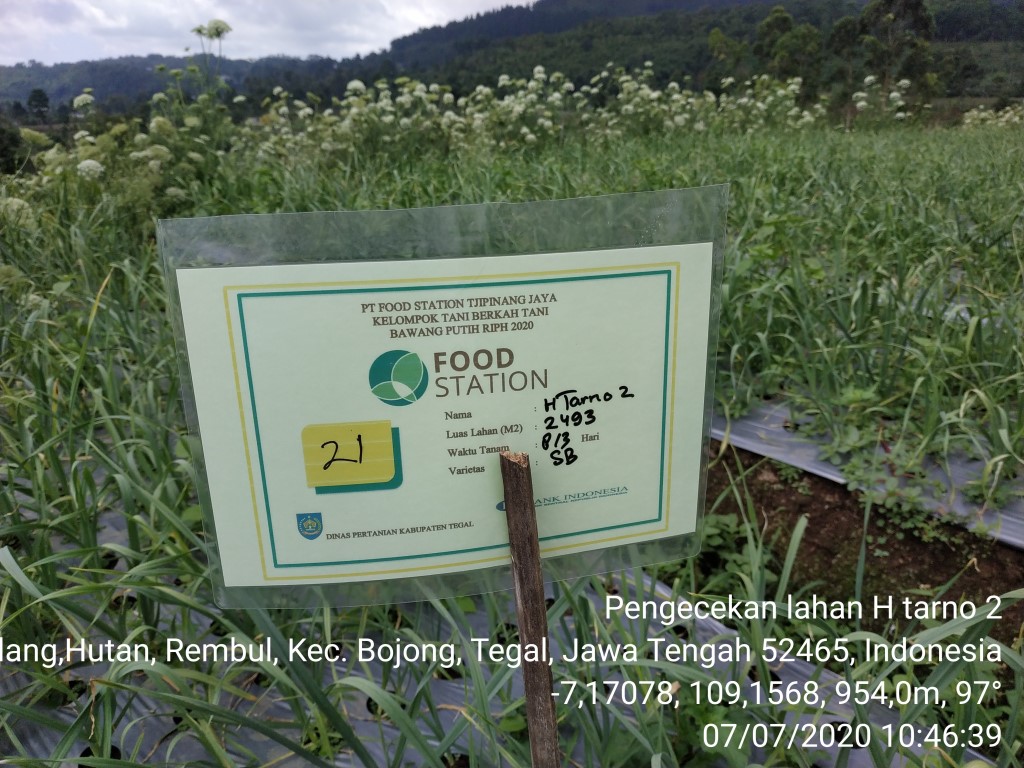 PT FOOD STATION TJIPINANG JAYA
KELOMPOK TANI BERKAH TANI
BAWANG PUTIH RIPH 2020
FOOD
STATION
Nama : H Tarno 2
Luas Lahan (M2) : 2493
Waktu Tanam : 8/3 Hari
Varietas : SB
21
BANK INDONESIA
DINAS PERTANIAN KABUPATEN TEGAL
Pengecekan lahan H tarno 2
lang,Hutan, Rembul, Kec. Bojong, Tegal, Jawa Tengah 52465, Indonesia
-7,17078, 109,1568, 954,0m, 97°
07/07/2020 10:46:39